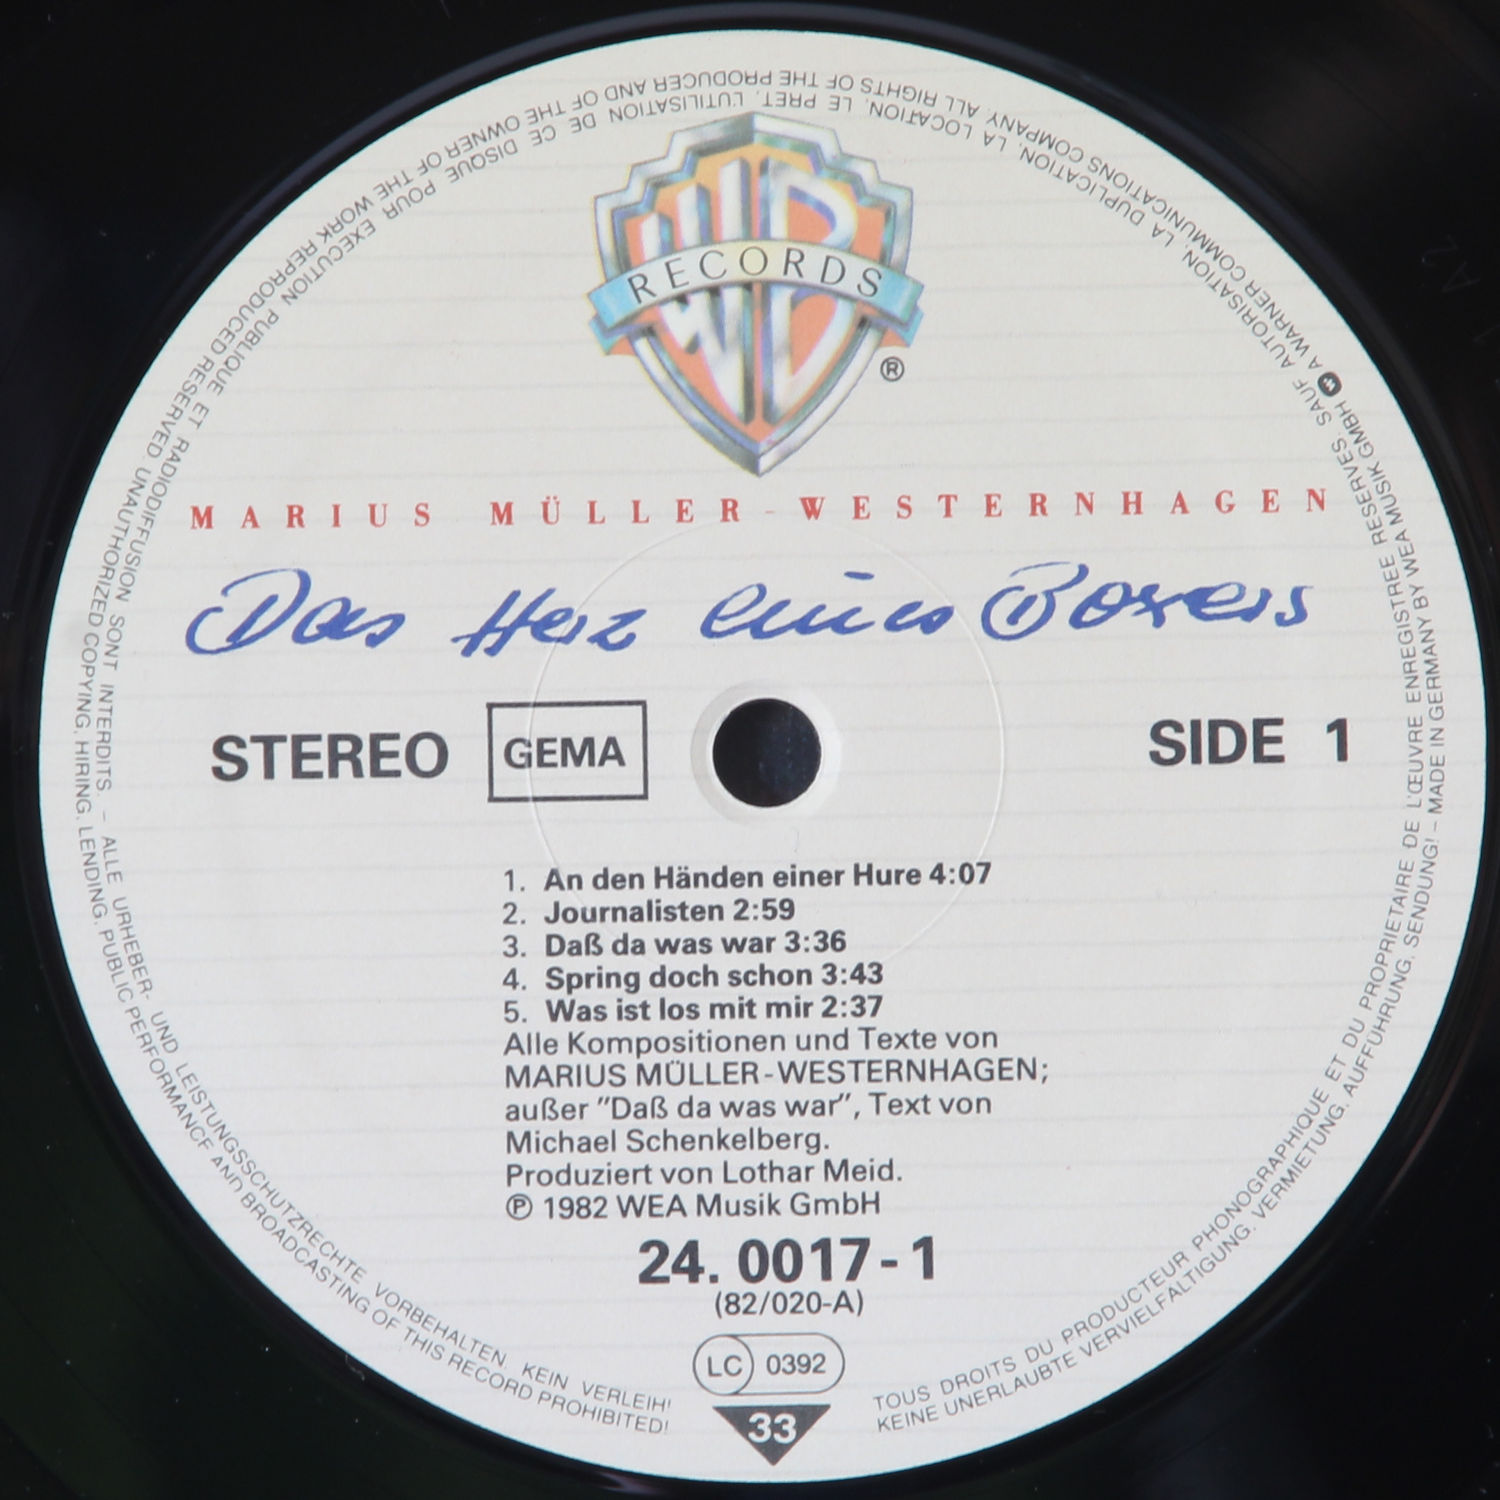 WB
RECORDS
®
MARIUS MÜLLER-WESTERNHAGEN
Das Herz eines Boxers
STEREO GEMA SIDE 1
1. An den Händen einer Hure 4:07
2. Journalisten 2:59
3. Daß da was war 3:36
4. Spring doch schon 3:43
5. Was ist los mit mir 2:37
Alle Kompositionen und Texte von
MARIUS MÜLLER-WESTERNHAGEN;
außer "Daß da was war", Text von
Michael Schenkelberg.
Produziert von Lothar Meid.
℗ 1982 WEA Musik GmbH
24. 0017-1
(82/020-A)
LC 0392
33
TOUS DROITS DU PRODUCTEUR PHONOGRAPHIQUE ET DU PROPRIETAIRE DE L'ŒUVRE ENREGISTREE RESERVES. SAUF AUTORISATION, LA DUPLICATION, LA LOCATION, LE PRET, L'UTILISATION DE CE DISQUE POUR EXECUTION PUBLIQUE ET RADIODIFFUSION SONT INTERDITS. – ALLE URHEBER- UND LEISTUNGSSCHUTZRECHTE VORBEHALTEN. KEIN VERLEIH!
KEINE UNERLAUBTE VERVIELFÄLTIGUNG, VERMIETUNG, AUFFÜHRUNG, SENDUNG! – MADE IN GERMANY BY WEA MUSIK GMBH A WARNER COMMUNICATIONS COMPANY. ALL RIGHTS OF THE PRODUCER AND OF THE OWNER OF THE WORK REPRODUCED RESERVED. UNAUTHORIZED COPYING, HIRING, LENDING, PUBLIC PERFORMANCE AND BROADCASTING OF THIS RECORD PROHIBITED!
A2